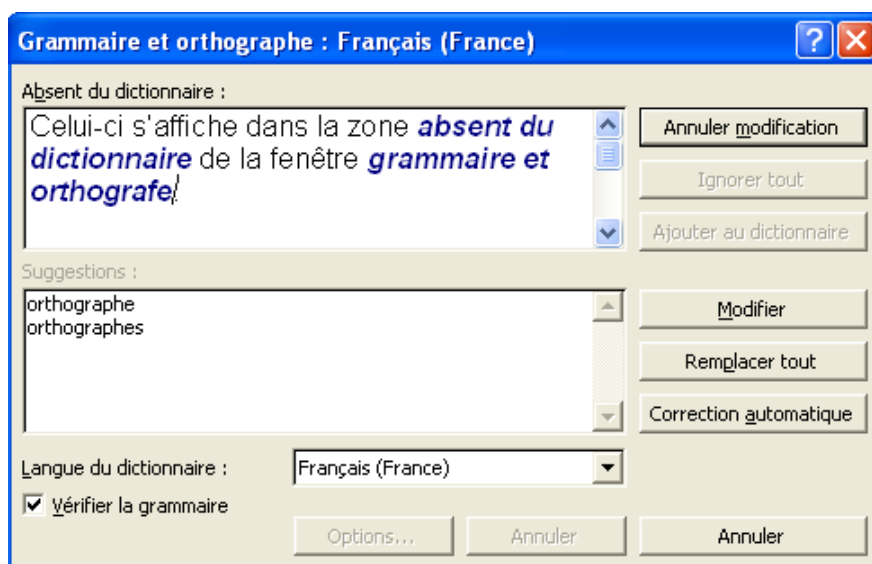 Grammaire et orthographe : Français (France)
Absent du dictionnaire :
Celui-ci s'affiche dans la zone absent du
dictionnaire de la fenêtre grammaire et
orthografe.
Annuler modification
Ignorer tout
Ajouter au dictionnaire
Suggestions :
orthographe
orthographes
Modifier
Remplacer tout
Correction automatique
Langue du dictionnaire :
Français (France)
Vérifier la grammaire
Options...
Annuler
Annuler